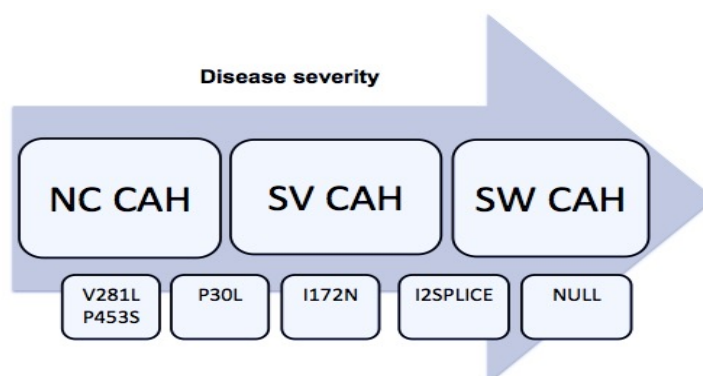 Disease severity
NC CAH
SV CAH
SW CAH
V281L
P453S
P30L
I172N
I2SPLICE
NULL